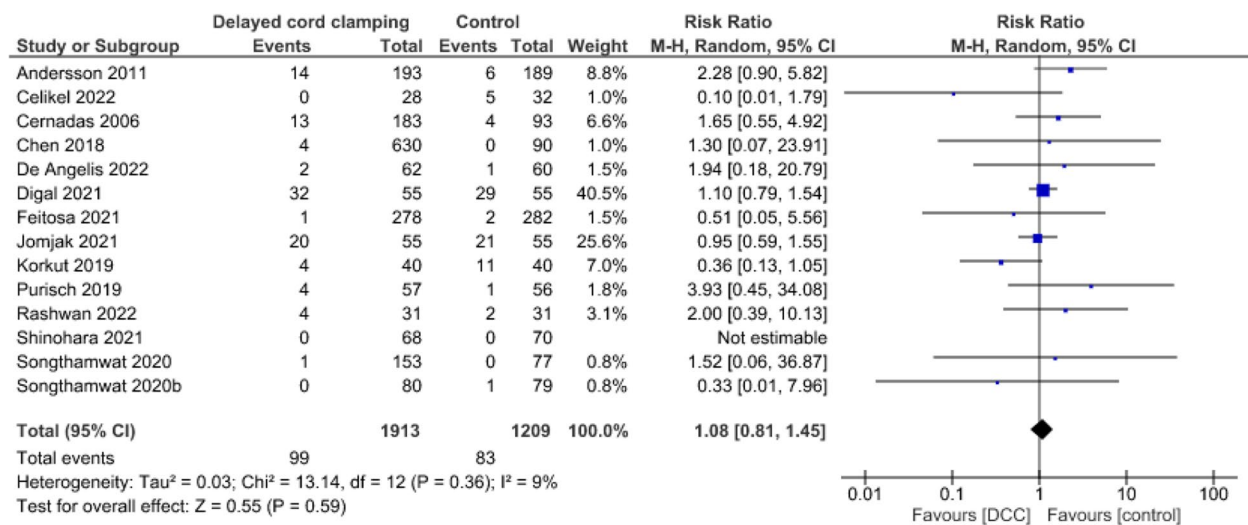 Delayed cord clamping Control Risk Ratio Risk Ratio
Study or Subgroup Events Total Events Total Weight M-H, Random, 95% CI M-H, Random, 95% CI
Andersson 2011 14 193 6 189 8.8% 2.28 [0.90, 5.82]
Celikel 2022 0 28 5 32 1.0% 0.10 [0.01, 1.79]
Cernadas 2006 13 183 4 93 6.6% 1.65 [0.55, 4.92]
Chen 2018 4 630 0 90 1.0% 1.30 [0.07, 23.91]
De Angelis 2022 2 62 1 60 1.5% 1.94 [0.18, 20.79]
Digal 2021 32 55 29 55 40.5% 1.10 [0.79, 1.54]
Feitosa 2021 1 278 2 282 1.5% 0.51 [0.05, 5.56]
Jomjak 2021 20 55 21 55 25.6% 0.95 [0.59, 1.55]
Korkut 2019 4 40 11 40 7.0% 0.36 [0.13, 1.05]
Purisch 2019 4 57 1 56 1.8% 3.93 [0.45, 34.08]
Rashwan 2022 4 31 2 31 3.1% 2.00 [0.39, 10.13]
Shinohara 2021 0 68 0 70 Not estimable
Songthamwat 2020 1 153 0 77 0.8% 1.52 [0.06, 36.87]
Songthamwat 2020b 0 80 1 79 0.8% 0.33 [0.01, 7.96]
Total (95% CI) 1913 1209 100.0% 1.08 [0.81, 1.45]
Total events 99 83
Heterogeneity: Tau² = 0.03; Chi² = 13.14, df = 12 (P = 0.36); I² = 9%
Test for overall effect: Z = 0.55 (P = 0.59)
0.01 0.1 1 10 100
Favours [DCC] Favours [control]